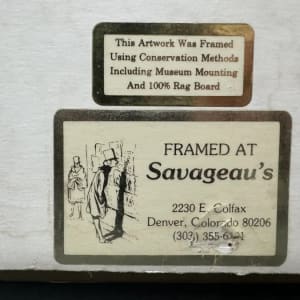 This Artwork Was Framed
Using Conservation Methods
Including Museum Mounting
And 100% Rag Board
FRAMED AT
Savageau's
2230 E. Colfax
Denver, Colorado 80206
(303)